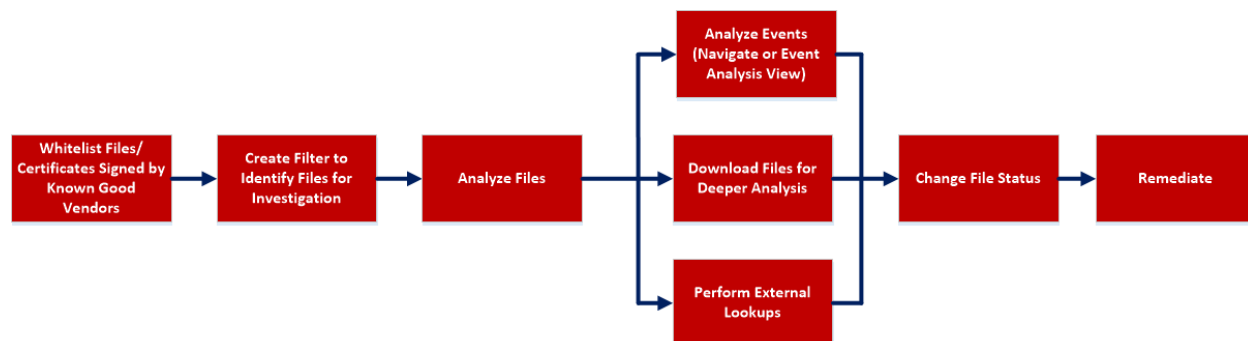 Whitelist Files/
Certificates Signed by
Known Good
Vendors
Create Filter to
Identify Files for
Investigation
Analyze Files
Analyze Events
(Navigate or Event
Analysis View)
Download Files for
Deeper Analysis
Perform External
Lookups
Change File Status
Remediate